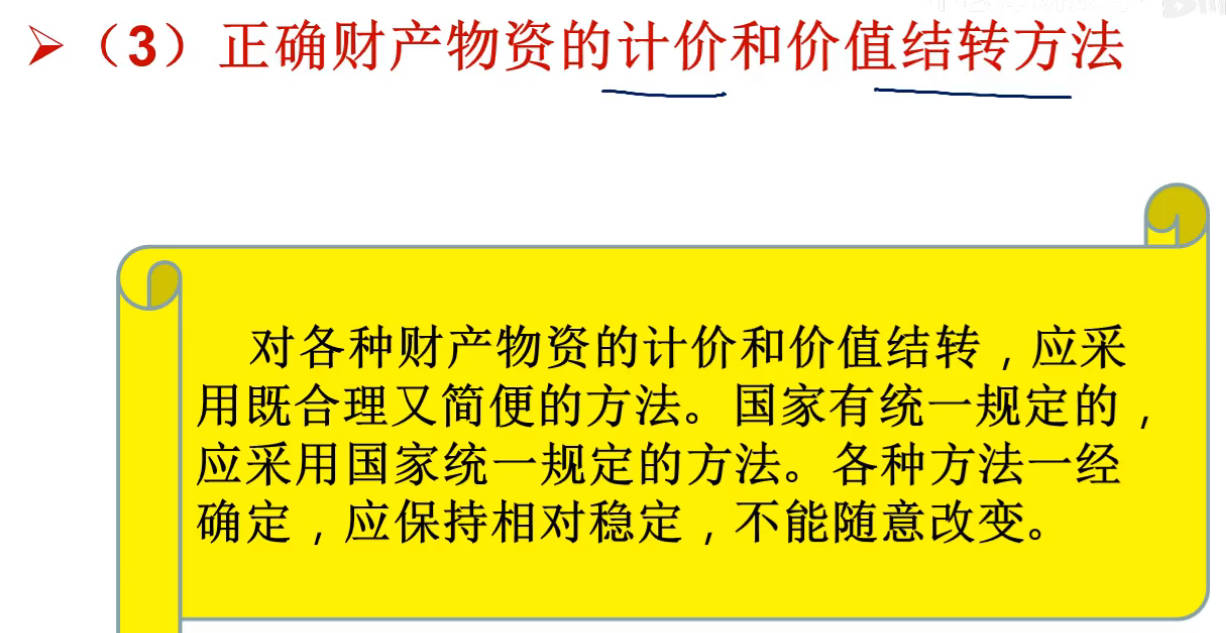 （3）正确财产物资的计价和价值结转方法
对各种财产物资的计价和价值结转，应采
用既合理又简便的方法。国家有统一规定的，
应采用国家统一规定的方法。各种方法一经
确定，应保持相对稳定，不能随意改变。